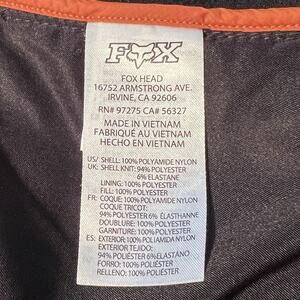 FOX
FOX HEAD
16752 ARMSTRONG AVE.
IRVINE, CA 92606
RN# 97275 CA# 56327
MADE IN VIETNAM
FABRIQUÉ AU VIETNAM
HECHO EN VIETNAM
US/ SHELL: 100% POLYAMIDE NYLON
UK: SHELL KNIT: 94% POLYESTER
6% ELASTANE
LINING: 100% POLYESTER
FILL: 100% POLYESTER
FR: COQUE: 100% POLYAMIDE NYLON
COQUE TRICOT:
94% POLYESTER 6% ÉLASTHANNE
DOUBLURE: 100% POLYESTER
GARNITURE: 100% POLYESTER
ES: EXTERIOR: 100% POLIAMIDA NYLON
EXTERIOR TEJIDO:
94% POLIÉSTER 6% ELASTANO
FORRO: 100% POLIÉSTER
RELLENO: 100% POLIÉSTER